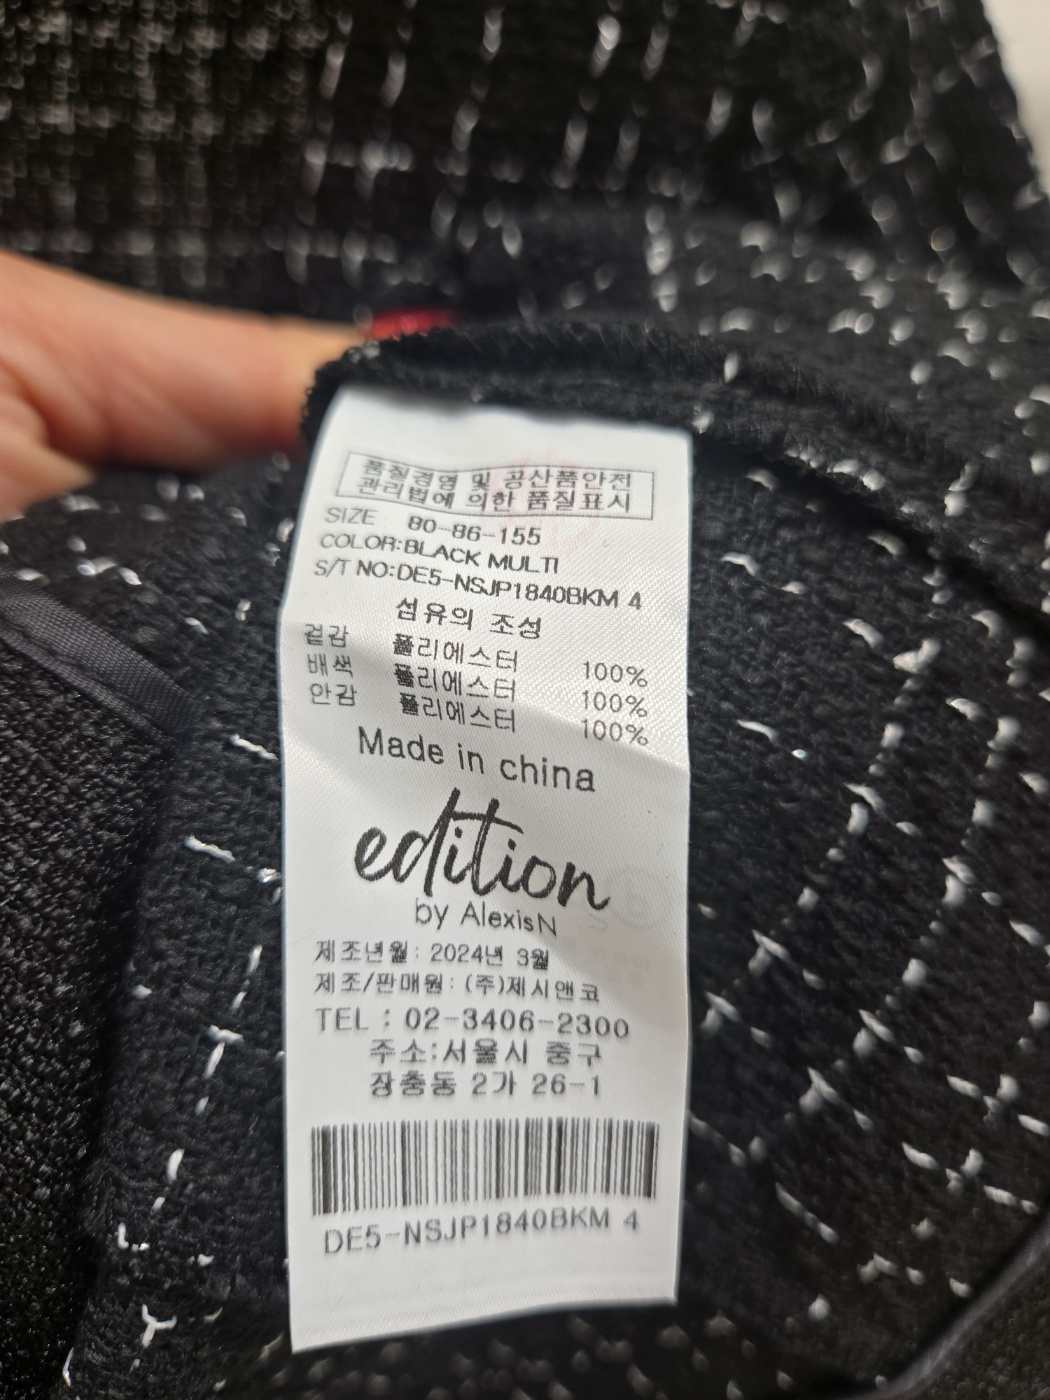 품질경영 및 공산품안전
관리법에 의한 품질표시
SIZE 80-86-155
COLOR:BLACK MULTI
S/T NO:DE5-NSJP1840BKM 4
섬유의 조성
겉감 폴리에스터 100%
배색 폴리에스터 100%
안감 폴리에스터 100%
Made in china
edition
by AlexisN
제조년월: 2024년 3월
제조/판매원: (주)제시앤코
TEL : 02-3406-2300
주소:서울시 중구
장충동 2가 26-1
DE5-NSJP1840BKM 4